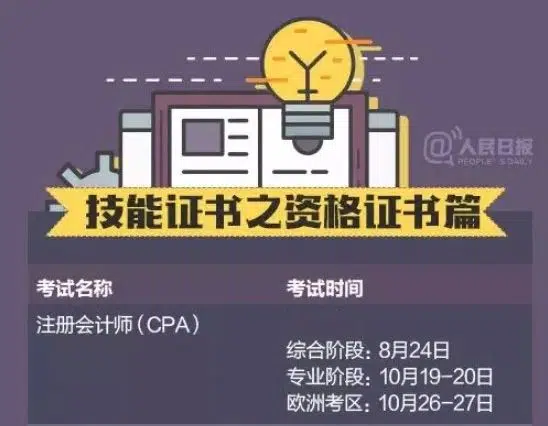 @人民日报
PEOPLE'S DAILY
技能证书之资格证书篇
考试名称 考试时间
注册会计师(CPA)
综合阶段: 8月24日
专业阶段: 10月19-20日
欧洲考区: 10月26-27日